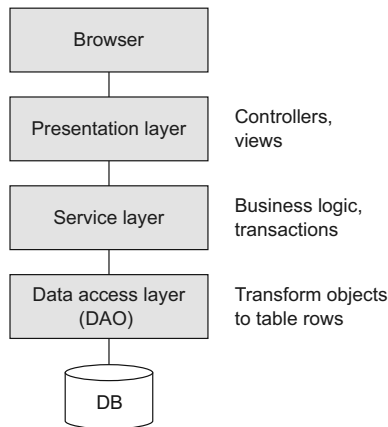 Browser
Presentation layer
Controllers,
views
Service layer
Business logic,
transactions
Data access layer
(DAO)
Transform objects
to table rows
DB